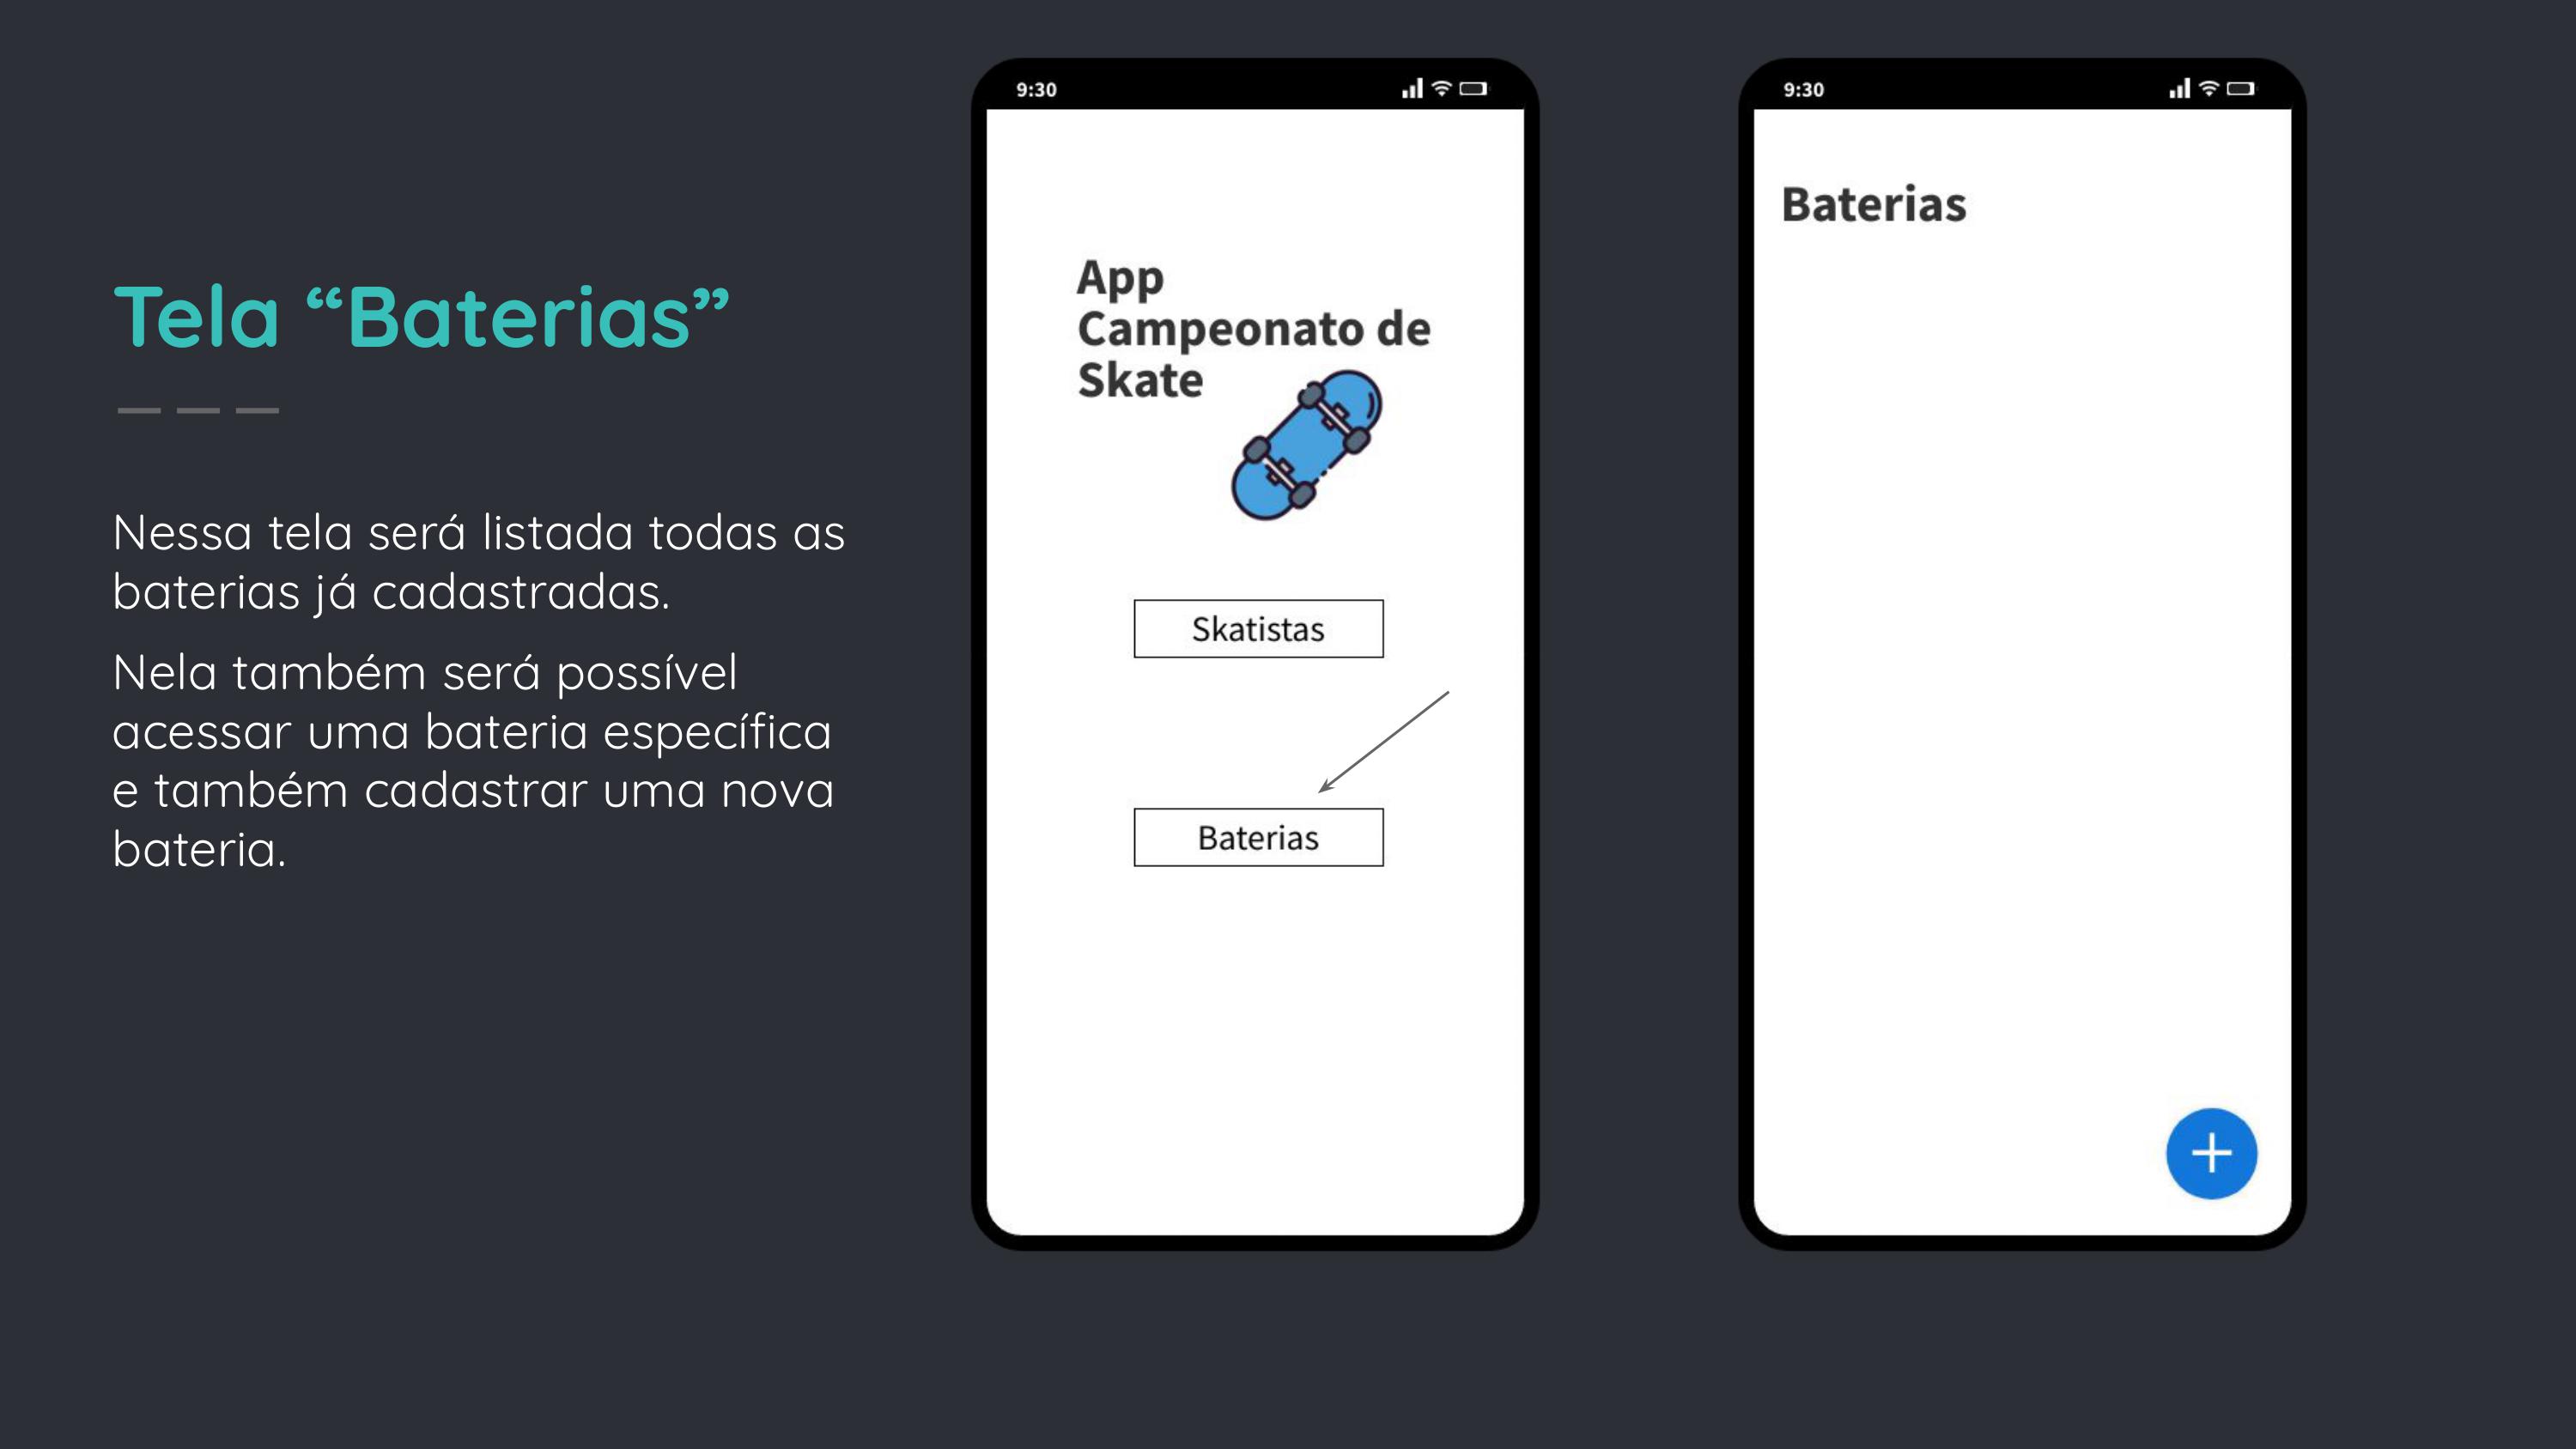 Tela “Baterias”
Nessa tela será listada todas as
baterias já cadastradas.
Nela também será possível
acessar uma bateria específica
e também cadastrar uma nova
bateria.
9:30
App
Campeonato de
Skate
Skatistas
Baterias
9:30
Baterias